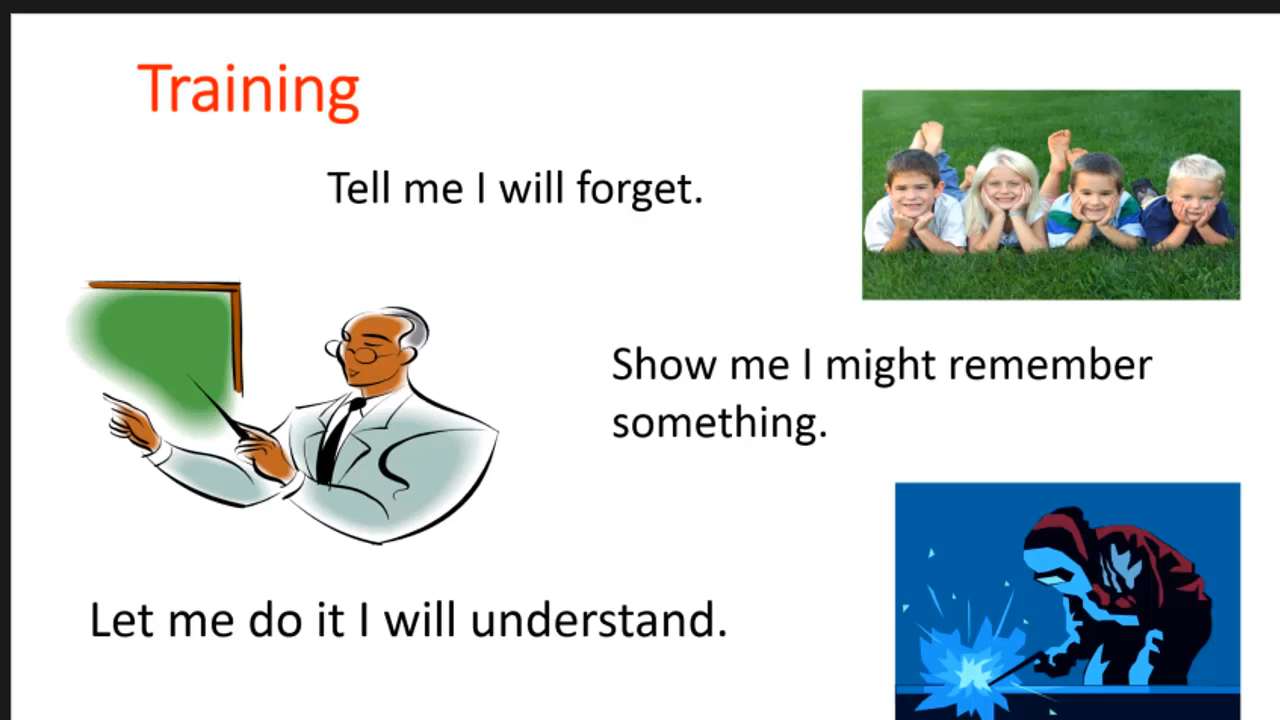 Training
Tell me I will forget.
Show me I might remember
something.
Let me do it I will understand.